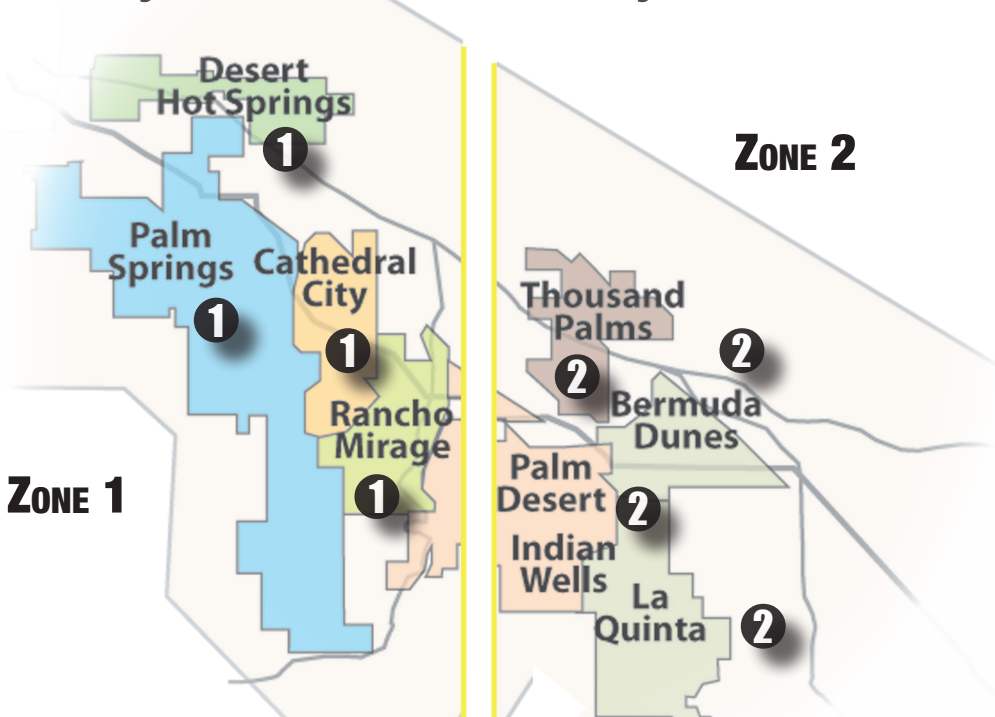 Desert
Hot Springs
1
Zone 2
Palm
Springs
Cathedral
City
1
1
Thousand
Palms
2
2
Rancho
Mirage
1
Bermuda
Dunes
Zone 1
Palm
Desert
2
Indian
Wells
La
Quinta
2